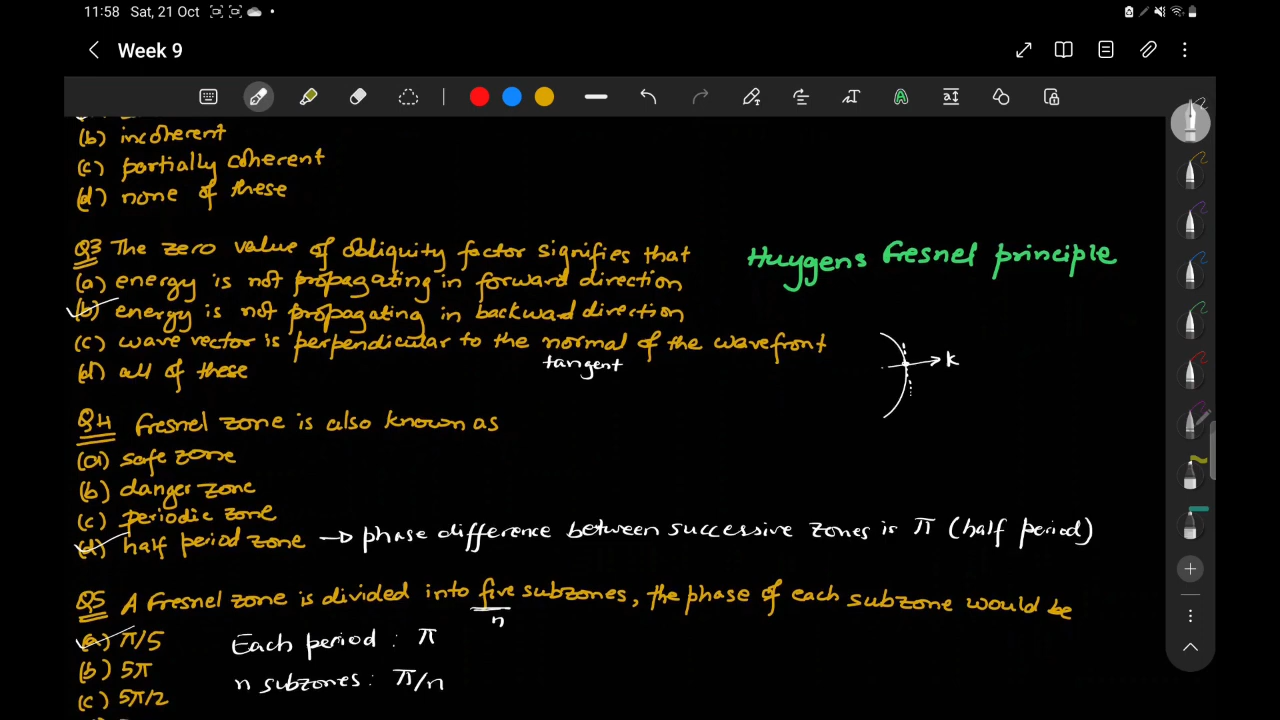 11:58 Sat, 21 Oct
Week 9
(b) incoherent
(c) partially coherent
(d) none of these
Q3 The zero value of obliquity factor signifies that
Huygens Fresnel principle
(a) energy is not propagating in forward direction
(b) energy is not propagating in backward direction
(c) wave vector is perpendicular to the normal of the wavefront
tangent
k
(d) all of these
Q4 Fresnel zone is also known as
(a) safe zone
(b) danger zone
(c) periodic zone
(d) half period zone → phase difference between successive zones is π (half period)
Q5 A Fresnel zone is divided into five subzones, the phase of each subzone would be
n
(a) π/5
Each period : π
(b) 5π
n subzones : π/n
(c) 5π/2